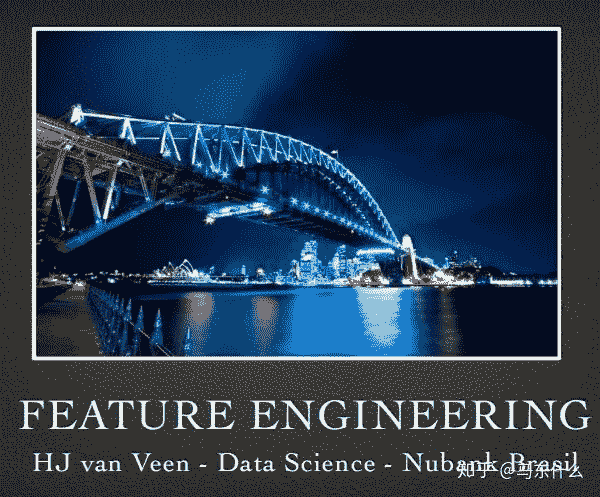 FEATURE ENGINEERING
HJ van Veen - Data Science - Nubank Brasil
知乎 @马东什么